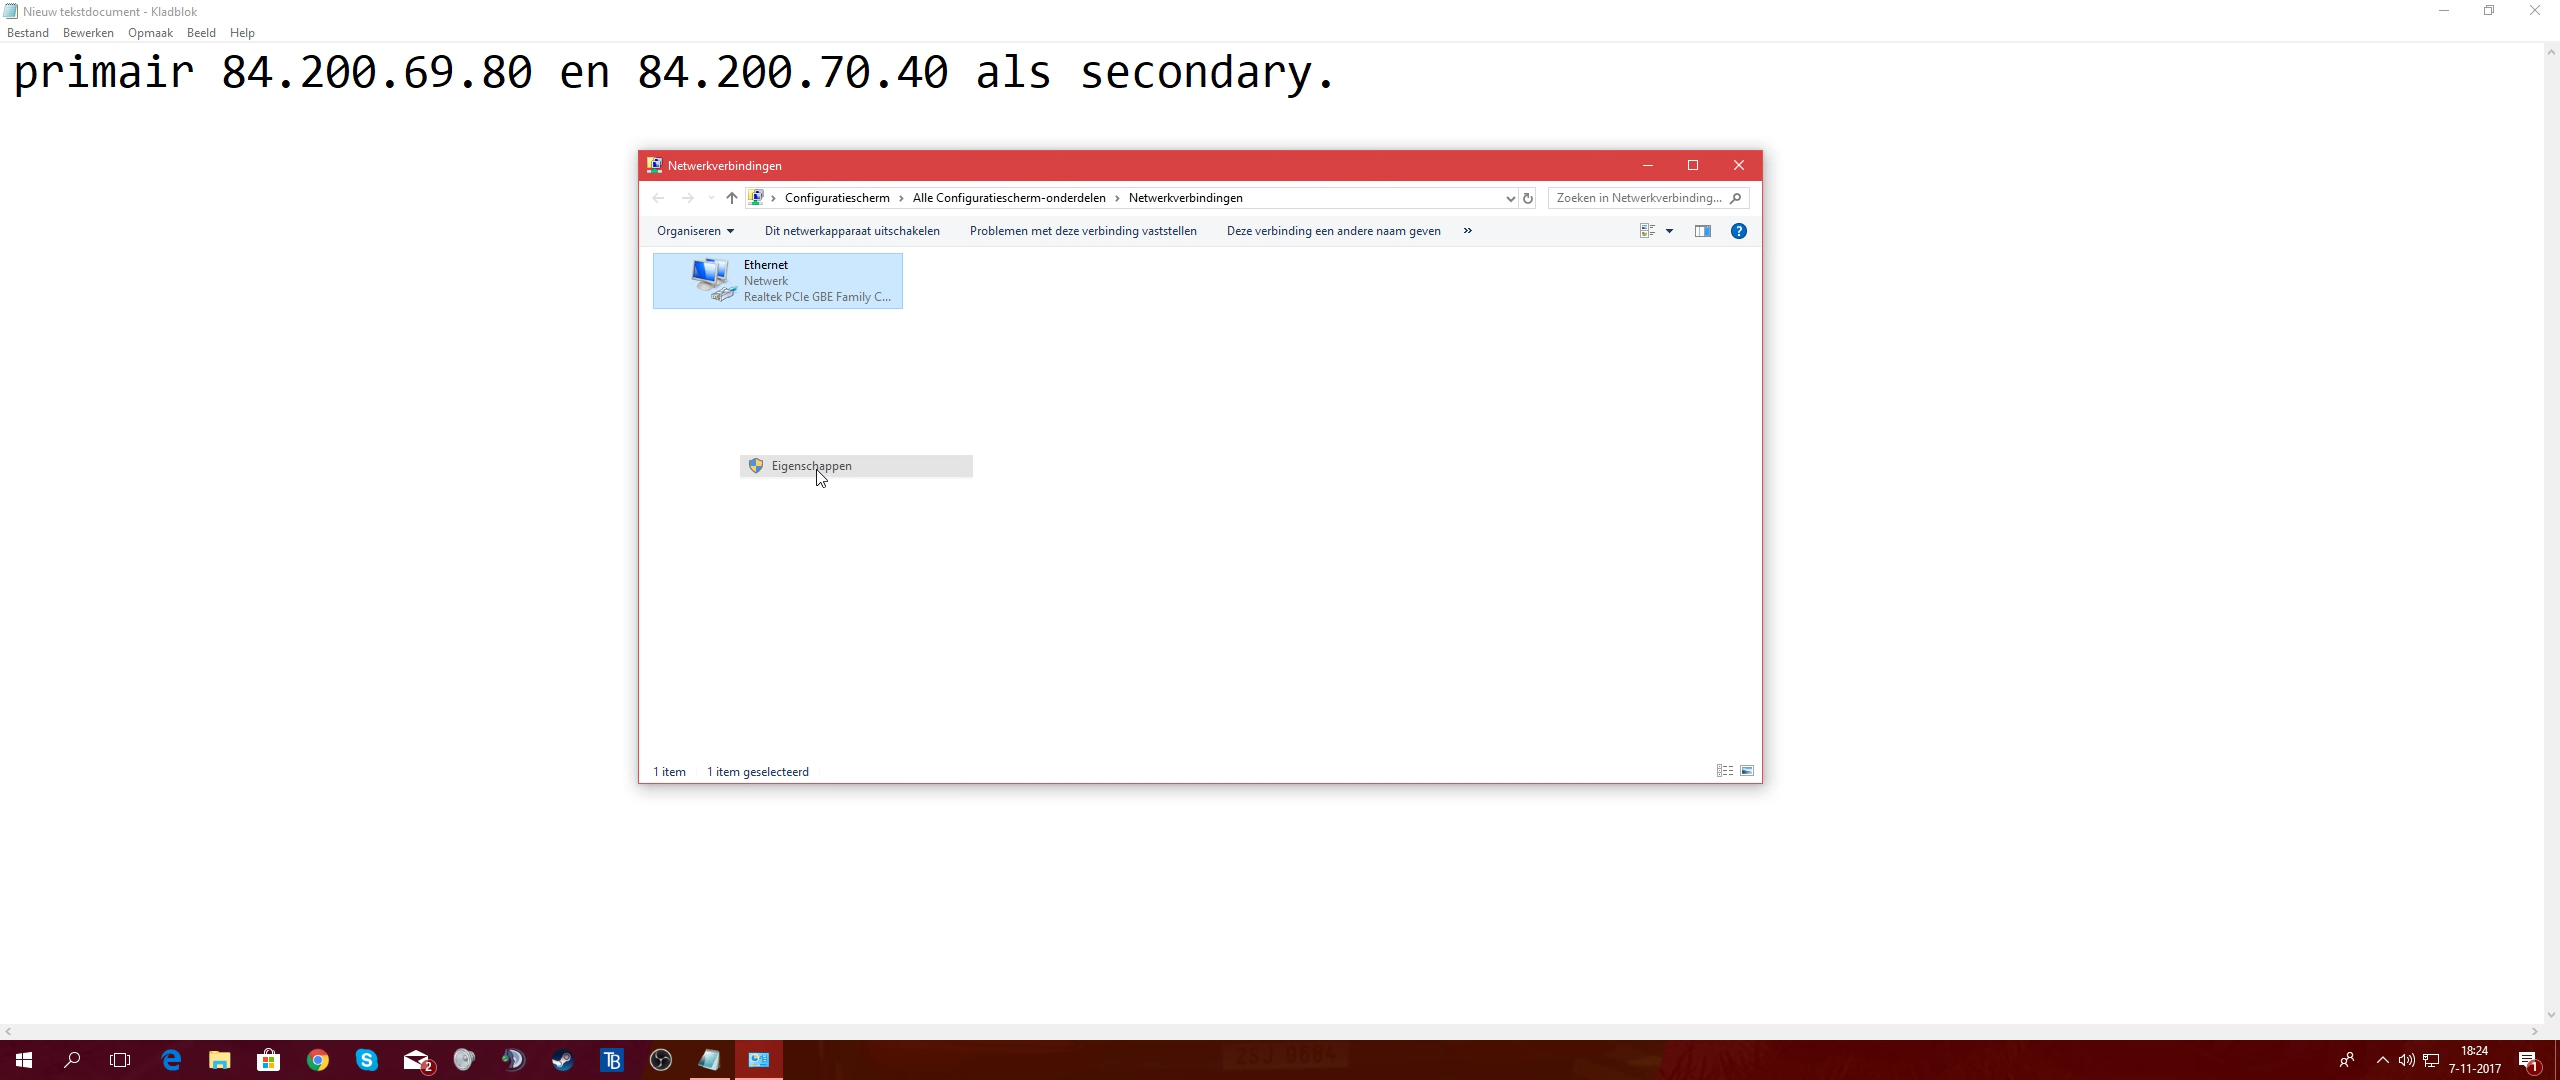 Nieuw tekstdocument - Kladblok
Bestand Bewerken Opmaak Beeld Help
primair 84.200.69.80 en 84.200.70.40 als secondary.
Netwerkverbindingen
Configuratiescherm › Alle Configuratiescherm-onderdelen › Netwerkverbindingen
Zoeken in Netwerkverbinding...
Organiseren Dit netwerkapparaat uitschakelen Problemen met deze verbinding vaststellen Deze verbinding een andere naam geven »
Ethernet
Netwerk
Realtek PCIe GBE Family C...
Eigenschappen
1 item 1 item geselecteerd
2
TB
18:24
7-11-2017
1